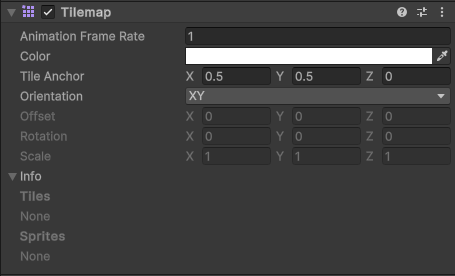 Tilemap
Animation Frame Rate 1
Color
Tile Anchor X 0.5 Y 0.5 Z 0
Orientation XY
Offset X 0 Y 0 Z 0
Rotation X 0 Y 0 Z 0
Scale X 1 Y 1 Z 1
Info
Tiles
None
Sprites
None